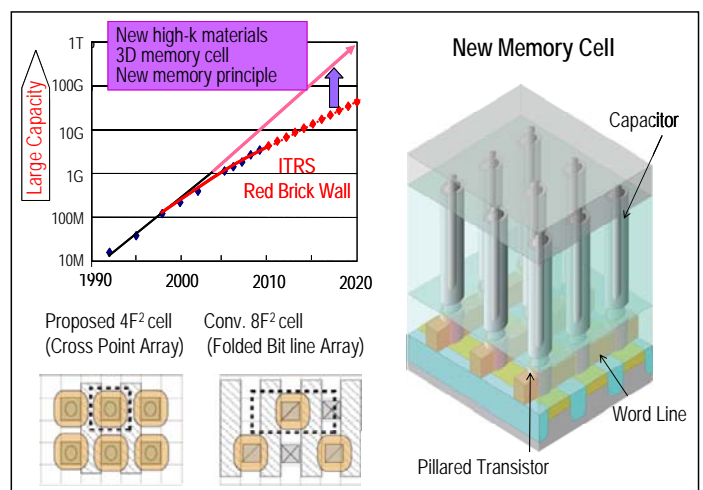 New high-k materials
3D memory cell
New memory principle
Large Capacity
1T
100G
10G
1G
100M
10M
1990
2000
2010
2020
ITRS
Red Brick Wall
New Memory Cell
Capacitor
Word Line
Pillared Transistor
Proposed 4F² cell
(Cross Point Array)
Conv. 8F² cell
(Folded Bit line Array)